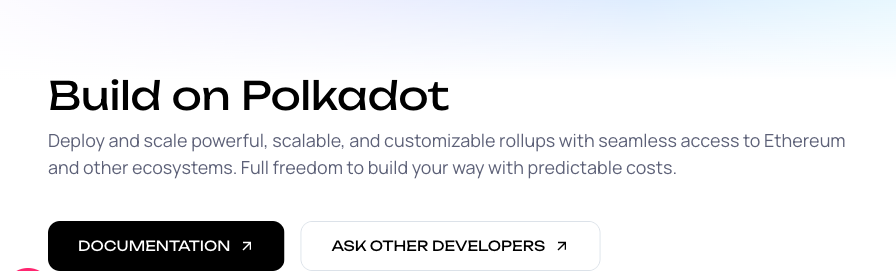 Build on Polkadot
Deploy and scale powerful, scalable, and customizable rollups with seamless access to Ethereum
and other ecosystems. Full freedom to build your way with predictable costs.
DOCUMENTATION
ASK OTHER DEVELOPERS